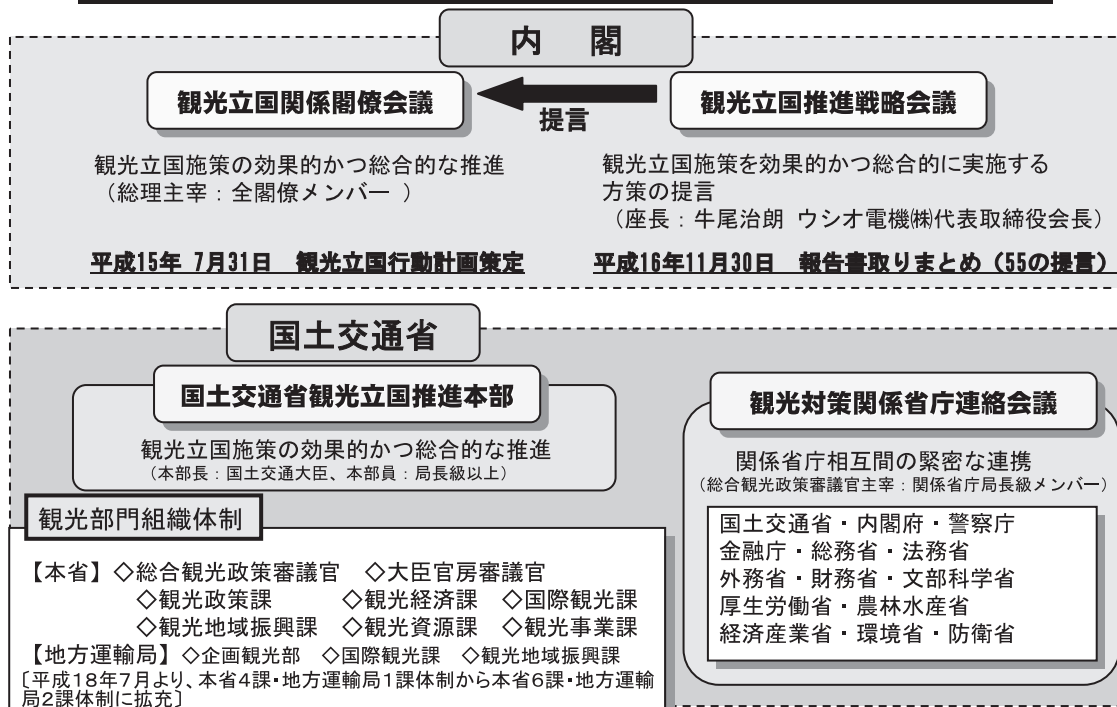 内 閣
観光立国関係閣僚会議
提言
観光立国推進戦略会議
観光立国施策の効果的かつ総合的な推進
（総理主宰：全閣僚メンバー ）
平成15年 7月31日 観光立国行動計画策定
観光立国施策を効果的かつ総合的に実施する
方策の提言
（座長：牛尾治朗 ウシオ電機㈱代表取締役会長）
平成16年11月30日 報告書取りまとめ（55の提言）
国土交通省
国土交通省観光立国推進本部
観光立国施策の効果的かつ総合的な推進
（本部長：国土交通大臣、本部員：局長級以上）
観光部門組織体制
【本省】◇総合観光政策審議官 ◇大臣官房審議官
◇観光政策課 ◇観光経済課 ◇国際観光課
◇観光地域振興課 ◇観光資源課 ◇観光事業課
【地方運輸局】◇企画観光部 ◇国際観光課 ◇観光地域振興課
〔平成18年7月より、本省4課・地方運輸局1課体制から本省6課・地方運輸
局2課体制に拡充〕
観光対策関係省庁連絡会議
関係省庁相互間の緊密な連携
（総合観光政策審議官主宰：関係省庁局長級メンバー）
国土交通省・内閣府・警察庁
金融庁・総務省・法務省
外務省・財務省・文部科学省
厚生労働省・農林水産省
経済産業省・環境省・防衛省